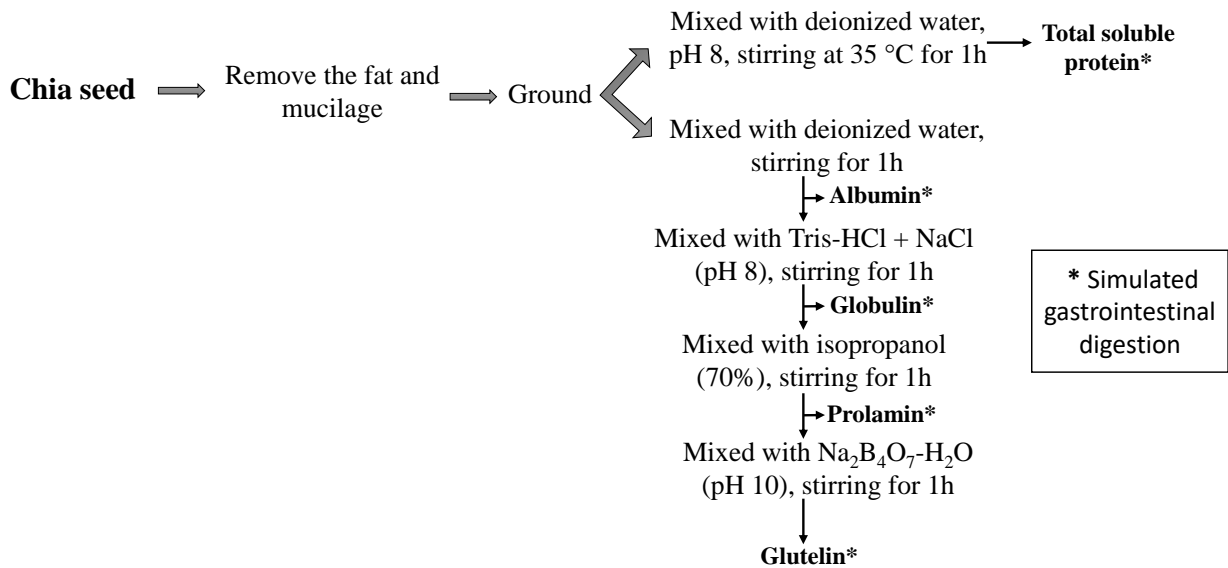 Chia seed
Remove the fat and
mucilage
Ground
Mixed with deionized water,
pH 8, stirring at 35 °C for 1h
Total soluble
protein*
Mixed with deionized water,
stirring for 1h
Albumin*
Mixed with Tris-HCl + NaCl
(pH 8), stirring for 1h
Globulin*
Mixed with isopropanol
(70%), stirring for 1h
Prolamin*
Mixed with Na₂B₄O₇-H₂O
(pH 10), stirring for 1h
Glutelin*
* Simulated
gastrointestinal
digestion